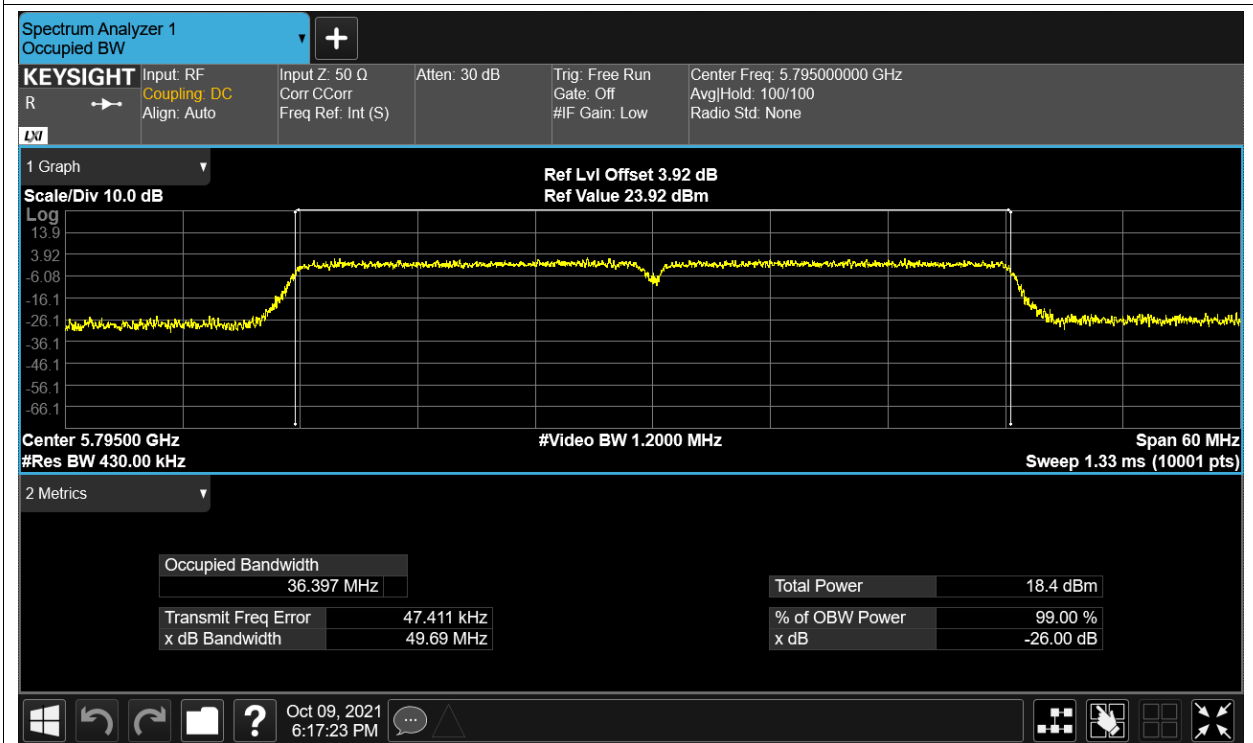 Spectrum Analyzer 1
Occupied BW
KEYSIGHT
R
LXI
Input: RF
Coupling: DC
Align: Auto
Input Z: 50 Ω
Corr CCorr
Freq Ref: Int (S)
Atten: 30 dB
Trig: Free Run
Gate: Off
#IF Gain: Low
Center Freq: 5.795000000 GHz
Avg|Hold: 100/100
Radio Std: None
1 Graph
Scale/Div 10.0 dB
Ref Lvl Offset 3.92 dB
Ref Value 23.92 dBm
Log
13.9
3.92
-6.08
-16.1
-26.1
-36.1
-46.1
-56.1
-66.1
Center 5.79500 GHz
#Res BW 430.00 kHz
#Video BW 1.2000 MHz
Span 60 MHz
Sweep 1.33 ms (10001 pts)
2 Metrics
Occupied Bandwidth
36.397 MHz
Transmit Freq Error 47.411 kHz
x dB Bandwidth 49.69 MHz
Total Power 18.4 dBm
% of OBW Power 99.00 %
x dB -26.00 dB
?
Oct 09, 2021
6:17:23 PM